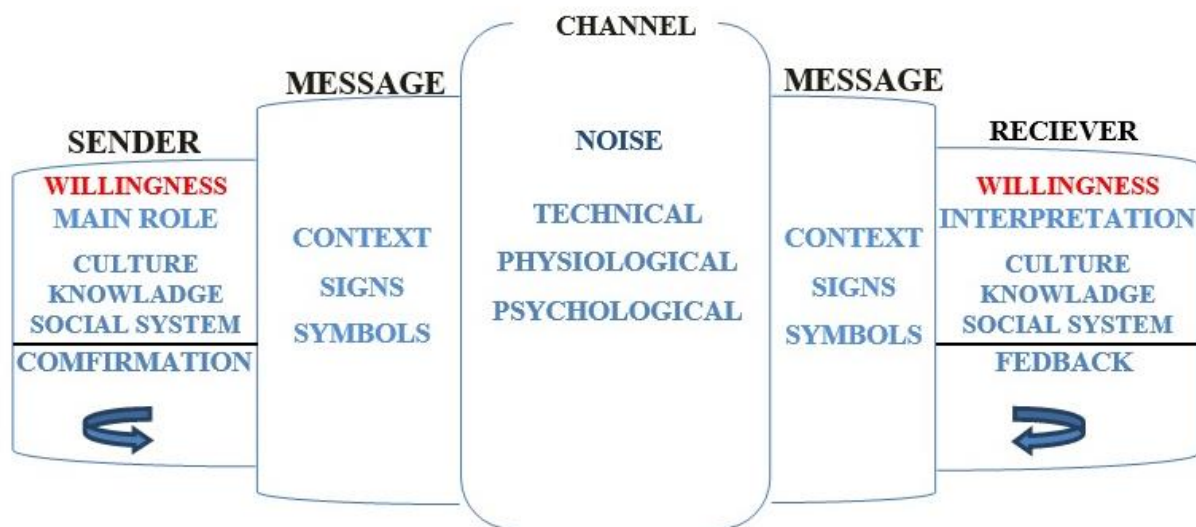 CHANNEL
MESSAGE
MESSAGE
SENDER
RECIEVER
WILLINGNESS
MAIN ROLE
CULTURE
KNOWLADGE
SOCIAL SYSTEM
COMFIRMATION
CONTEXT
SIGNS
SYMBOLS
NOISE
TECHNICAL
PHYSIOLOGICAL
PSYCHOLOGICAL
CONTEXT
SIGNS
SYMBOLS
WILLINGNESS
INTERPRETATION
CULTURE
KNOWLADGE
SOCIAL SYSTEM
FEDBACK